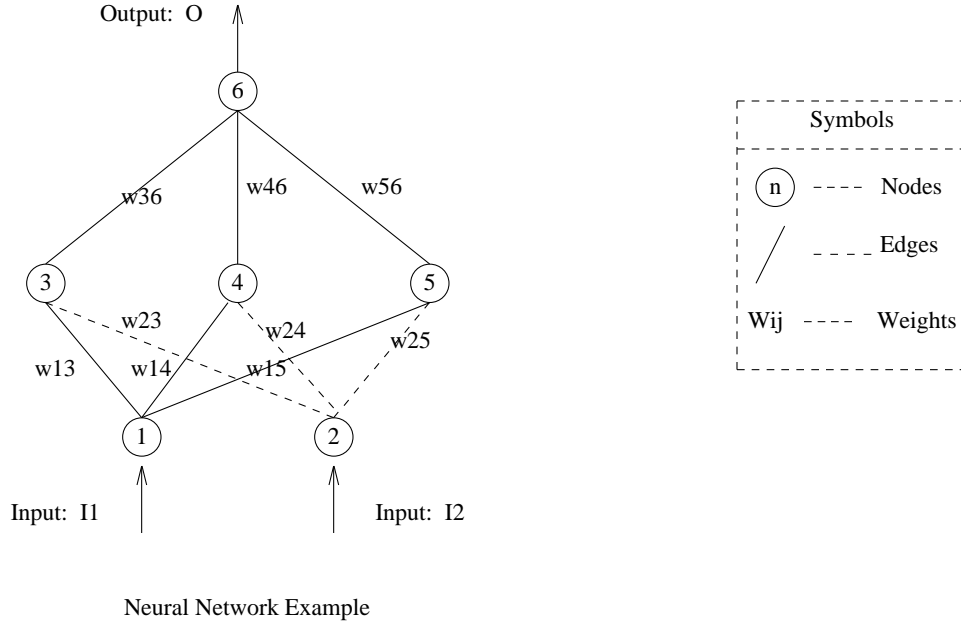 Output: O
6
w36
w46
w56
3
4
5
w23
w24
w25
w13
w14
w15
1
2
Input: I1
Input: I2
Neural Network Example
Symbols
n Nodes
Edges
Wij Weights